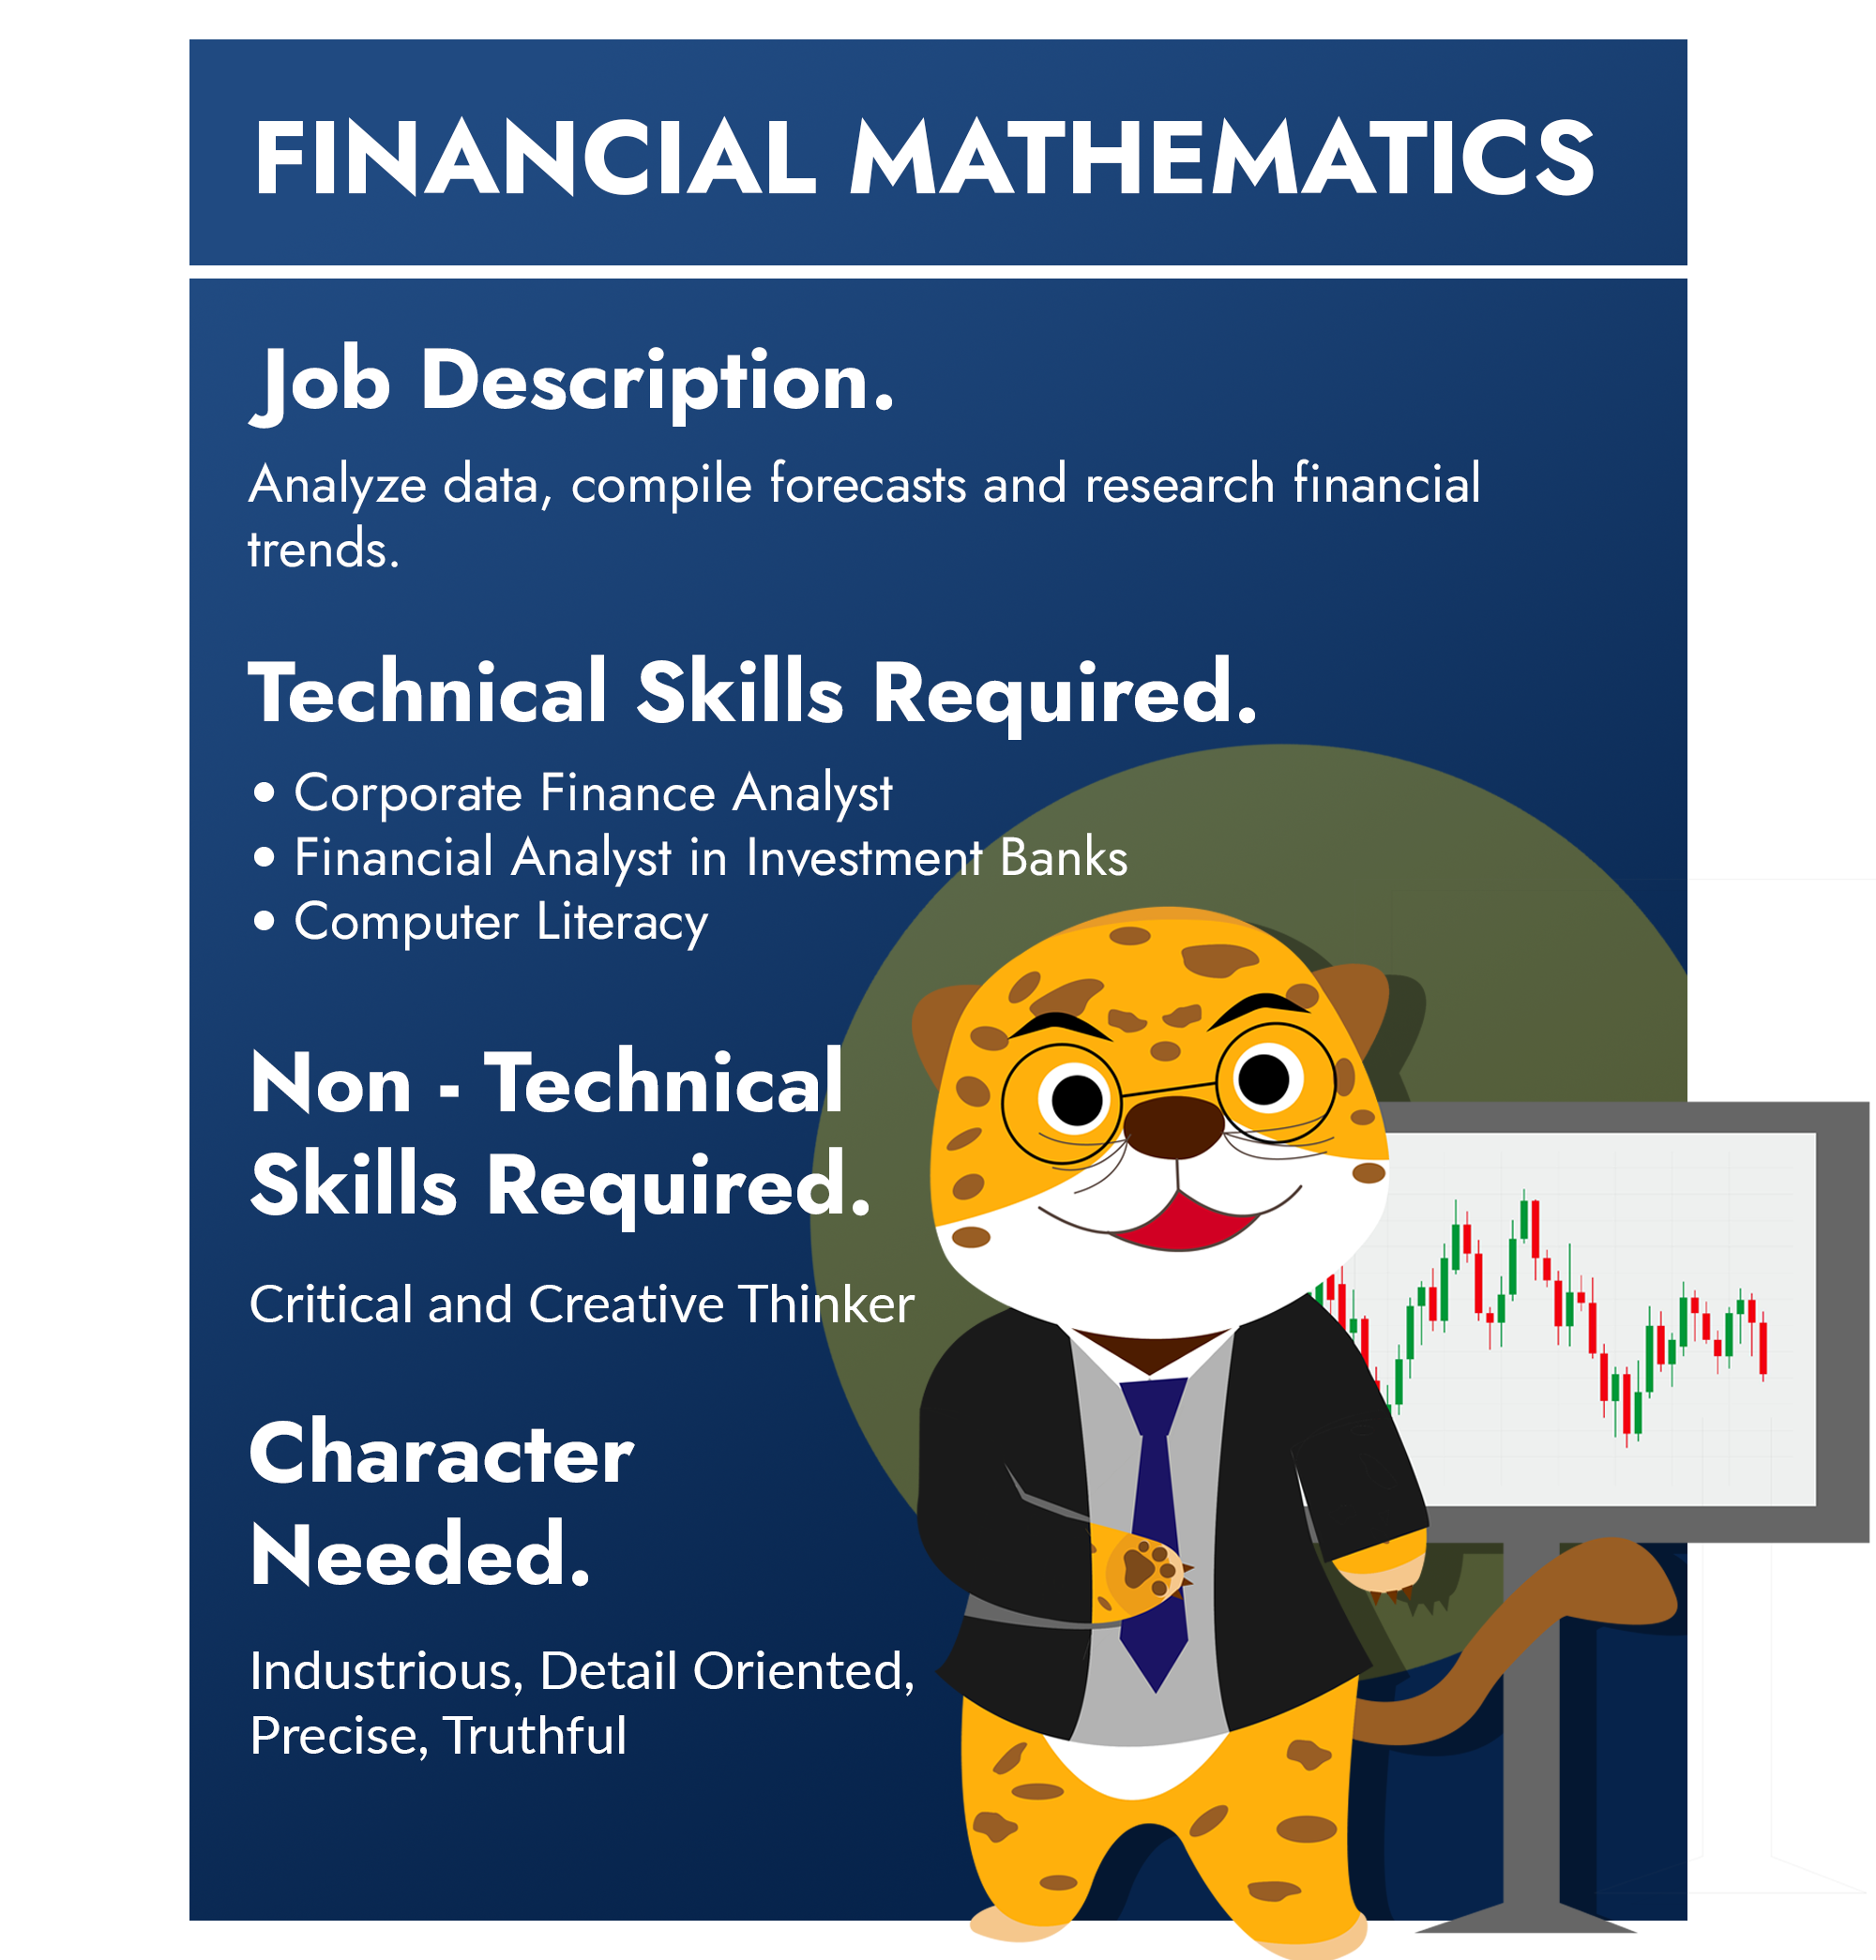 FINANCIAL MATHEMATICS
Job Description.
Analyze data, compile forecasts and research financial
trends.
Technical Skills Required.
• Corporate Finance Analyst
• Financial Analyst in Investment Banks
• Computer Literacy
Non - Technical
Skills Required.
Critical and Creative Thinker
Character
Needed.
Industrious, Detail Oriented,
Precise, Truthful